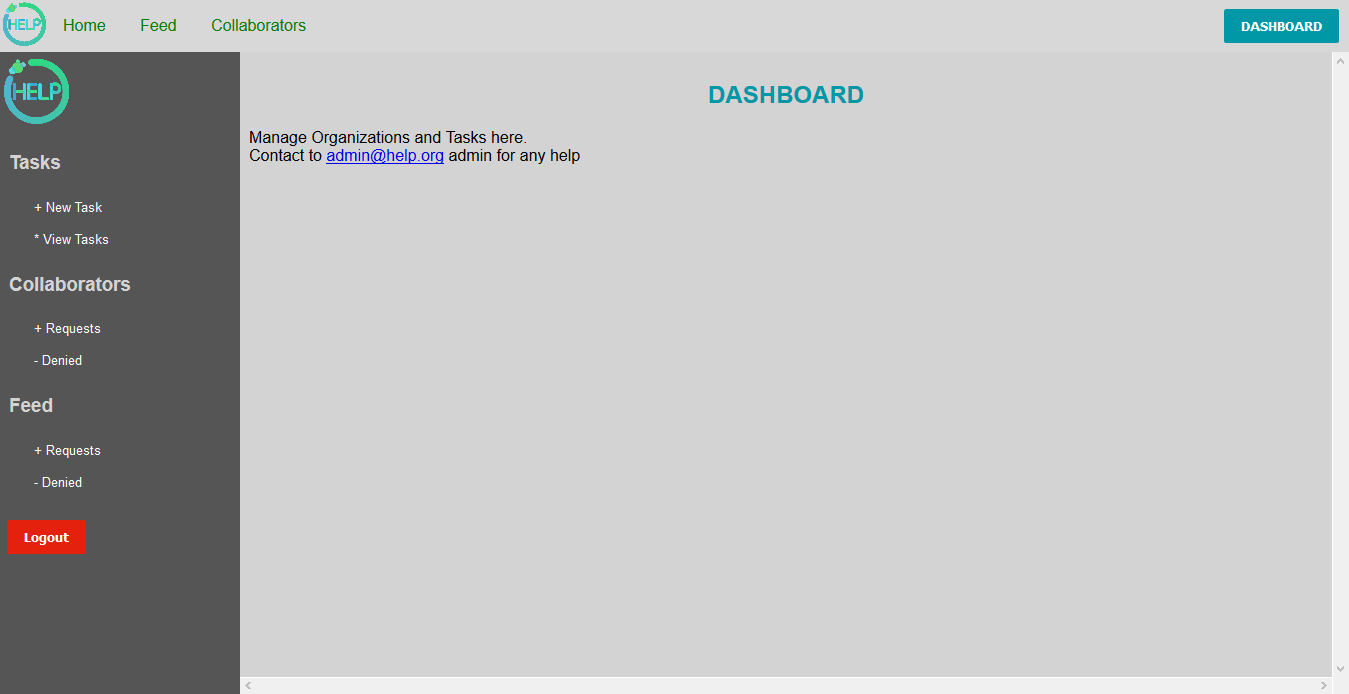 HELP Home Feed Collaborators DASHBOARD
HELP
Tasks
+ New Task
* View Tasks
Collaborators
+ Requests
- Denied
Feed
+ Requests
- Denied
Logout
DASHBOARD
Manage Organizations and Tasks here.
Contact to admin@help.org admin for any help